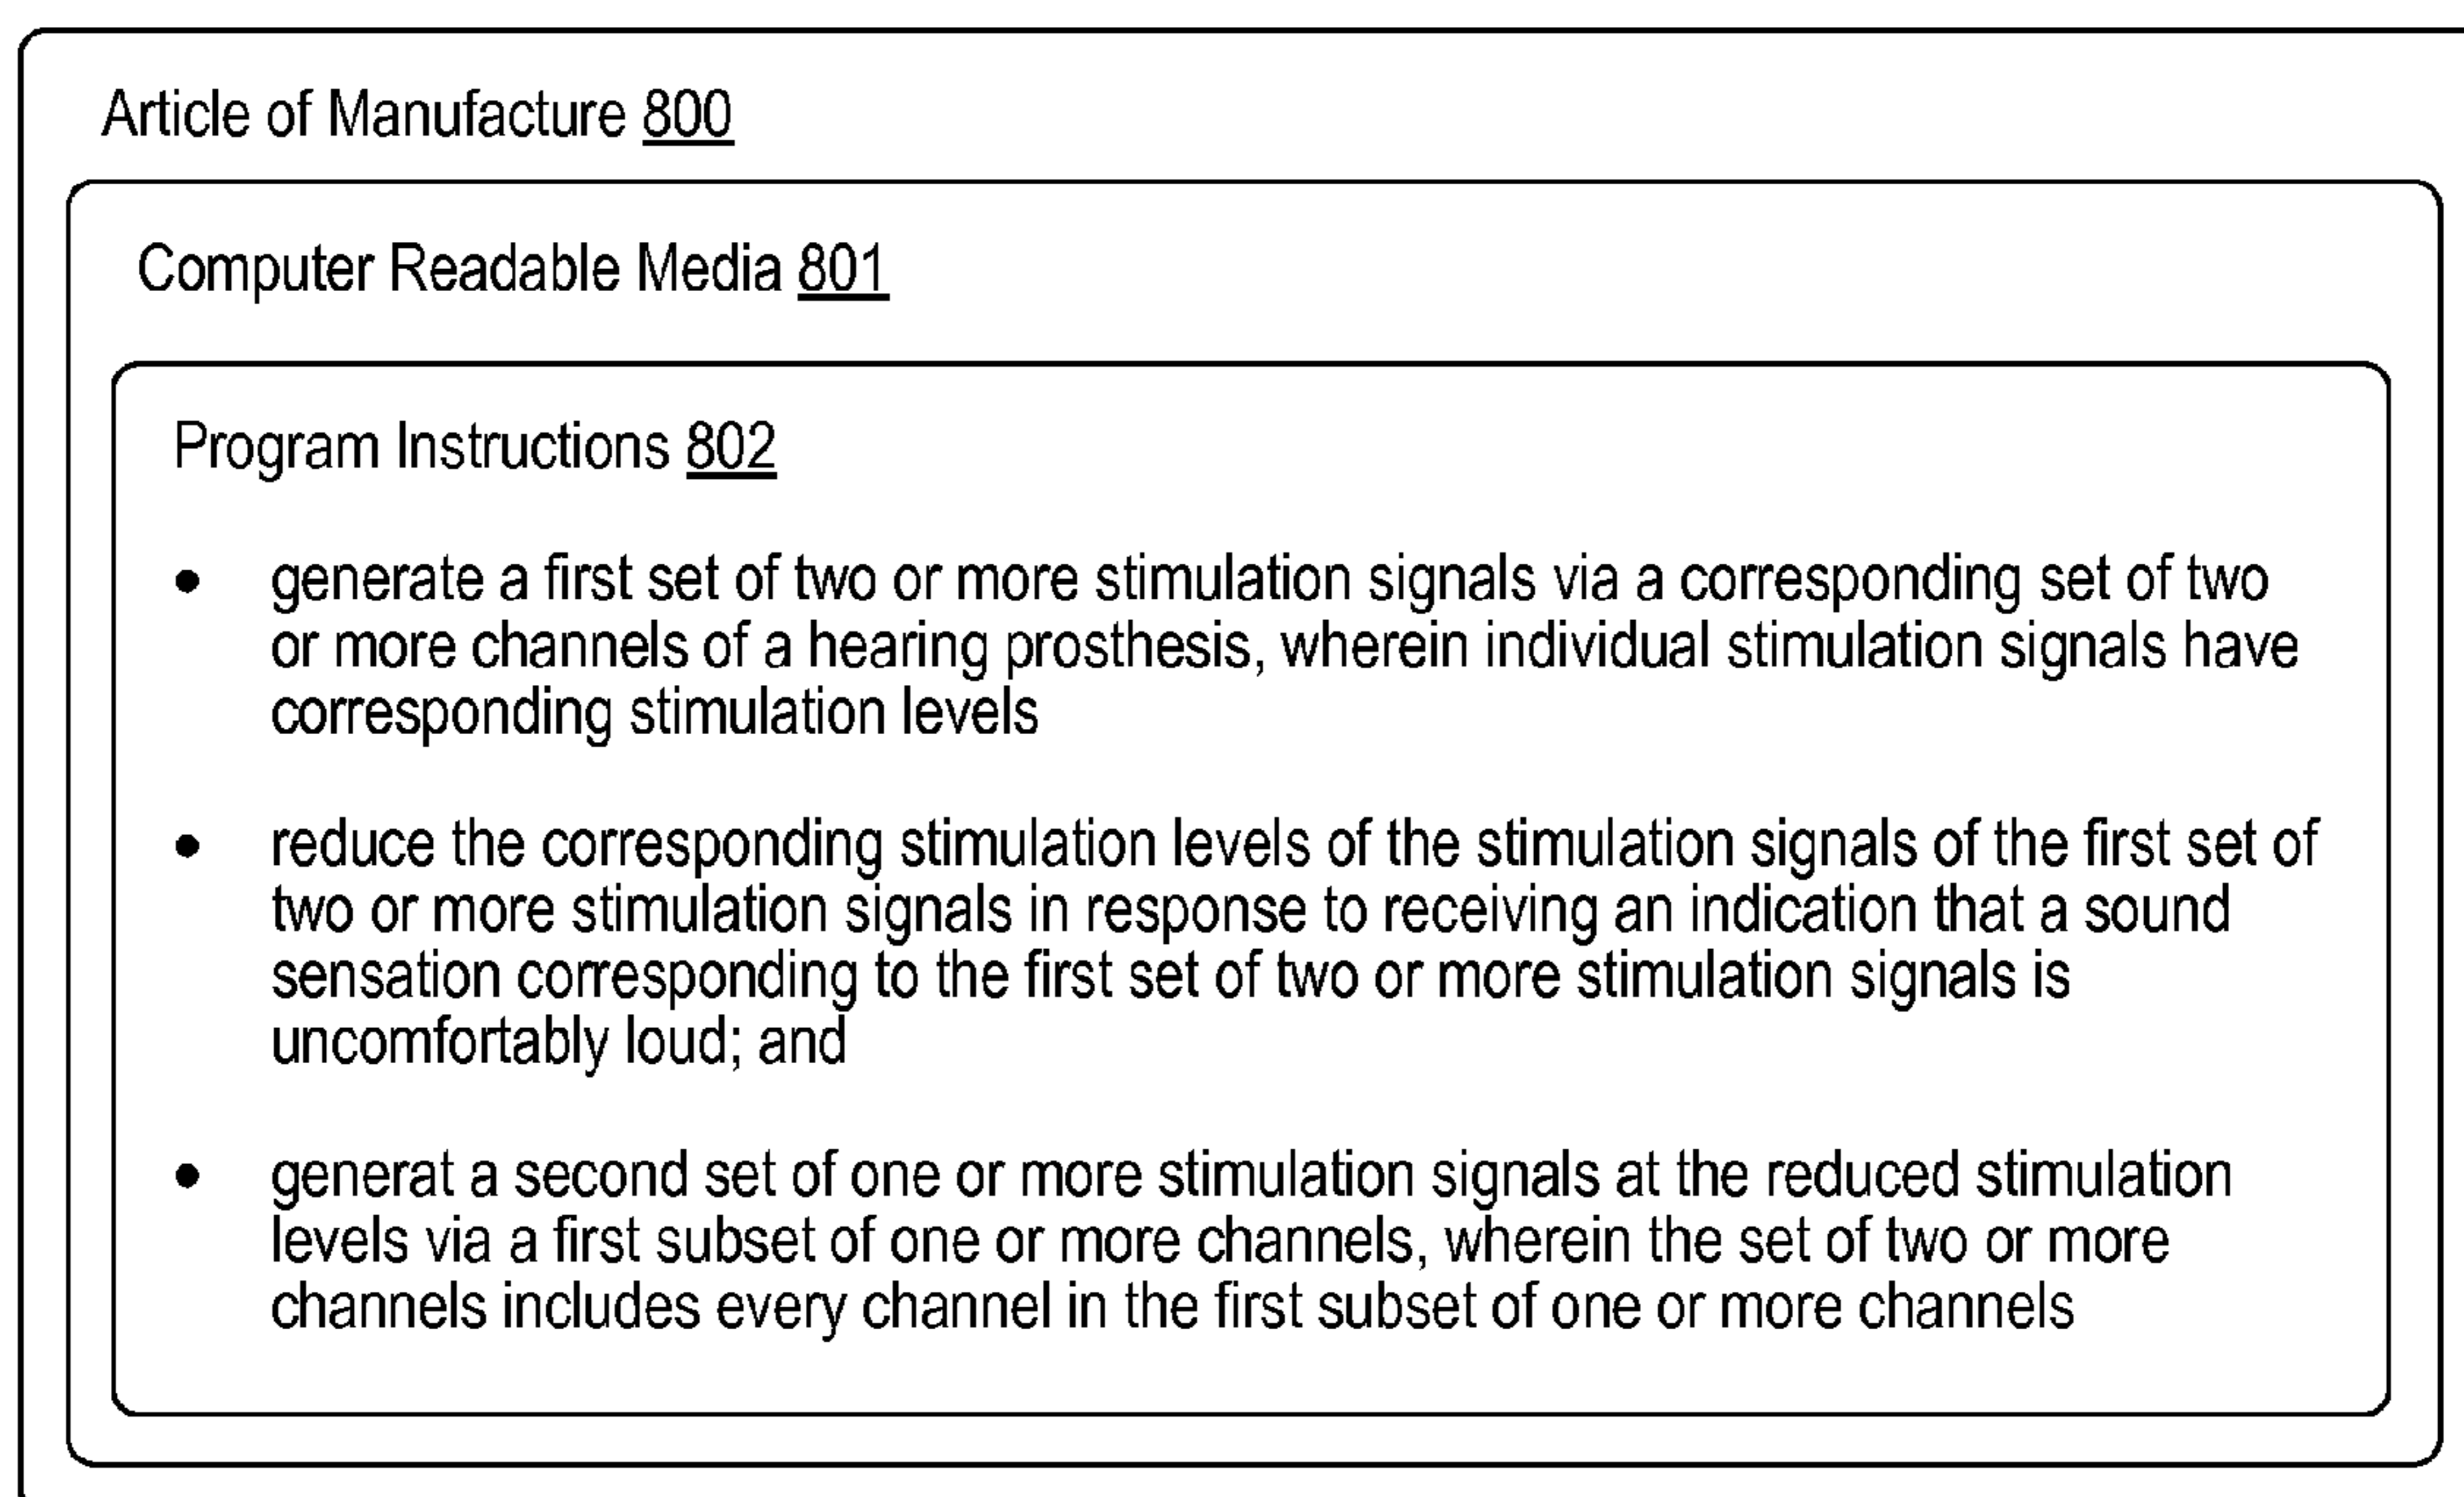 Article of Manufacture 800
Computer Readable Media 801
Program Instructions 802
• generate a first set of two or more stimulation signals via a corresponding set of two
or more channels of a hearing prosthesis, wherein individual stimulation signals have
corresponding stimulation levels
• reduce the corresponding stimulation levels of the stimulation signals of the first set of
two or more stimulation signals in response to receiving an indication that a sound
sensation corresponding to the first set of two or more stimulation signals is
uncomfortably loud; and
• generat a second set of one or more stimulation signals at the reduced stimulation
levels via a first subset of one or more channels, wherein the set of two or more
channels includes every channel in the first subset of one or more channels